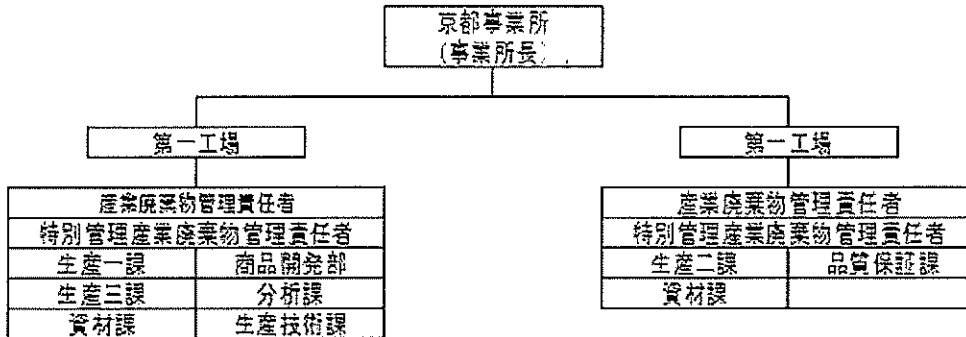 京都事業所
(事業所長)
第一工場
第一工場
産業廃棄物管理責任者
特別管理産業廃棄物管理責任者
生産一課 商品開発部
生産三課 分析課
資材課 生産技術課
産業廃棄物管理責任者
特別管理産業廃棄物管理責任者
生産二課 品質保証課
資材課